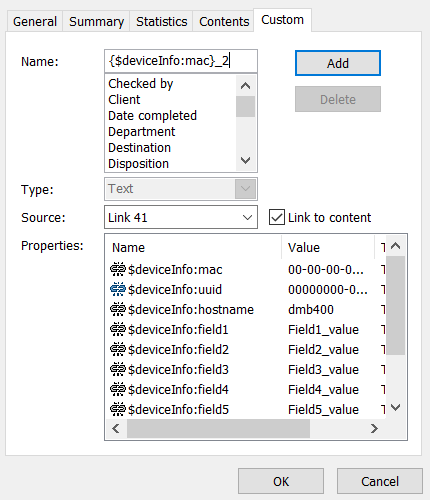 General Summary Statistics Contents Custom
Name: {$deviceInfo:mac}_2 Add
Checked by
Client
Date completed
Department
Destination
Disposition
Delete
Type: Text
Source: Link 41 Link to content
Properties:
Name Value T
$deviceInfo:mac 00-00-00-0... T
$deviceInfo:uuid 00000000-0... T
$deviceInfo:hostname dmb400 T
$deviceInfo:field1 Field1_value T
$deviceInfo:field2 Field2_value T
$deviceInfo:field3 Field3_value T
$deviceInfo:field4 Field4_value T
$deviceInfo:field5 Field5_value T
OK Cancel